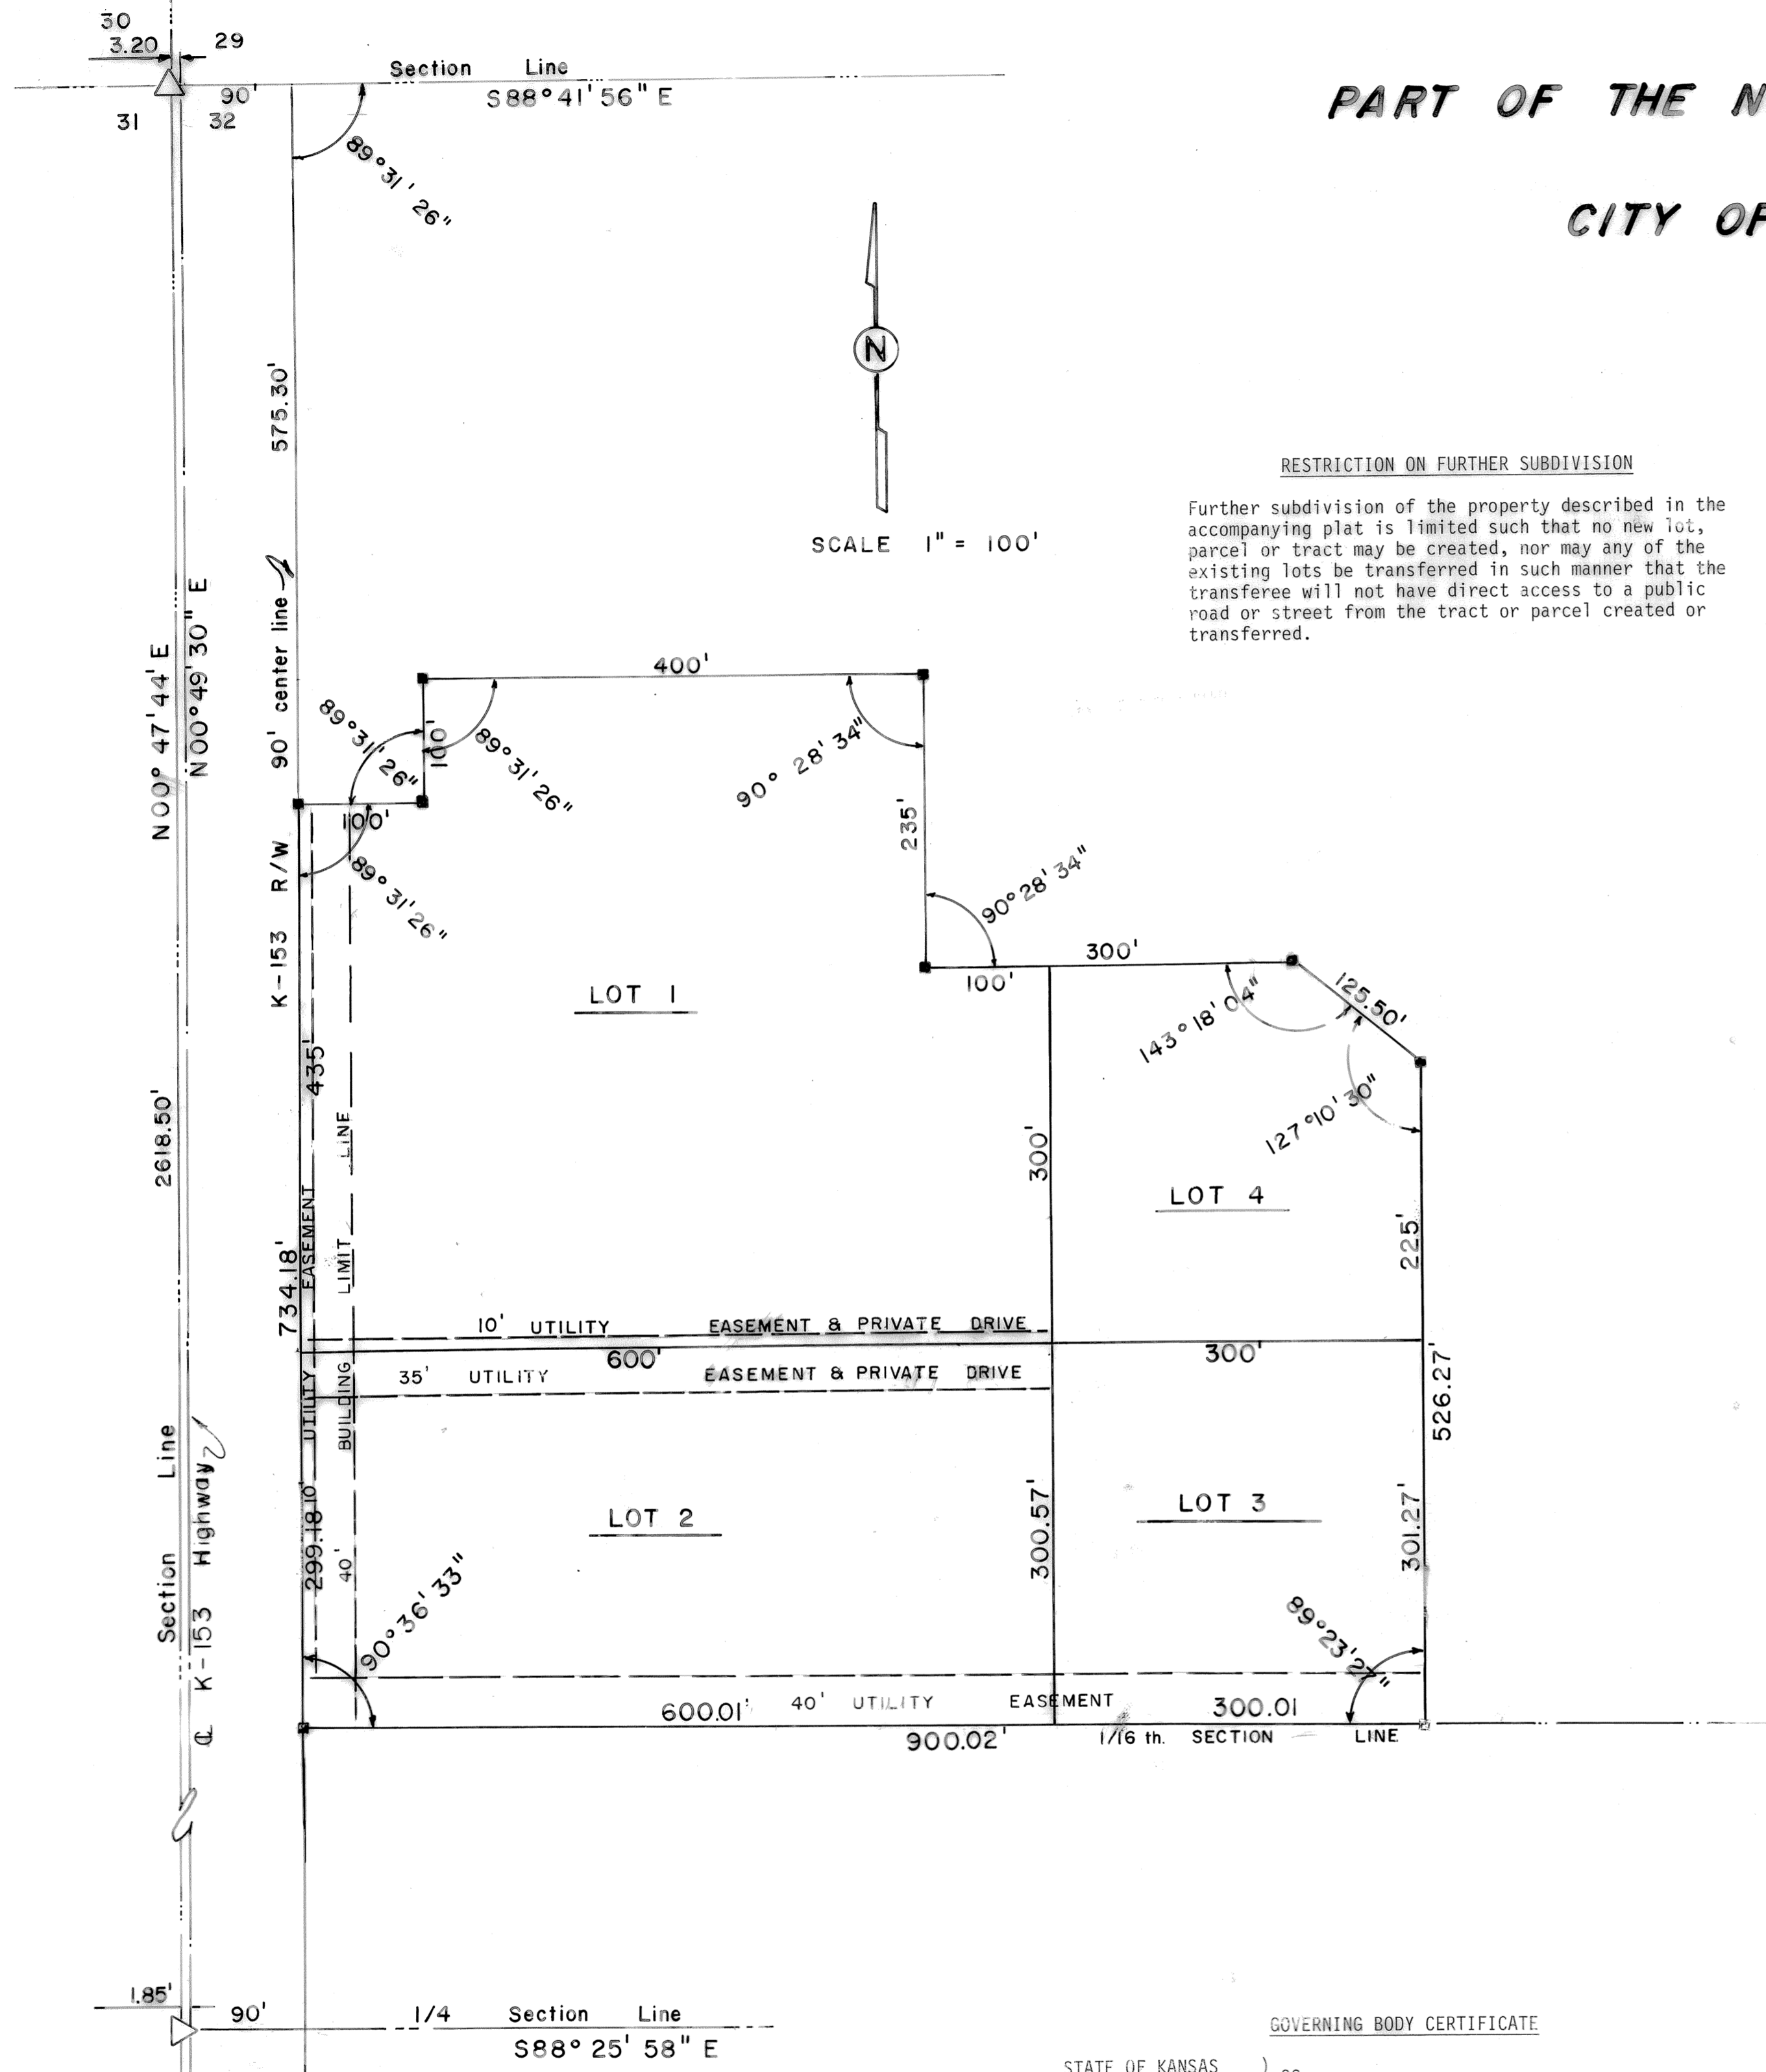 30
3.20
29
Section Line
S88°41'56" E
90'
31
32
89°31'26"
PART OF THE N
CITY OF
575.30'
N
SCALE 1" = 100'
RESTRICTION ON FURTHER SUBDIVISION
Further subdivision of the property described in the
accompanying plat is limited such that no new lot,
parcel or tract may be created, nor may any of the
existing lots be transferred in such manner that the
transferee will not have direct access to a public
road or street from the tract or parcel created or
transferred.
N00° 47' 44' E
N00°49' 30" E
K-153 R/W 90' center line
400'
89°31'26"
100'
89°31'26"
90° 28' 34"
100'
89°31'26"
235'
90°28'34"
300'
100'
125.50'
143°18'04"
127°10'30"
LOT 1
435'
2618.50'
300'
LOT 4
225'
734.18'
10' UTILITY EASEMENT
40' BUILDING LIMIT LINE
10' UTILITY EASEMENT & PRIVATE DRIVE
600'
300'
35' UTILITY EASEMENT & PRIVATE DRIVE
526.27'
Section Line
℄ K-153 Highway
299.18'
LOT 2
300.57'
LOT 3
301.27'
90°36'33"
89°23'27"
600.01'
40' UTILITY EASEMENT
300.01
900.02'
1/16 th. SECTION LINE
1.85'
90'
1/4 Section Line
S88° 25' 58" E
GOVERNING BODY CERTIFICATE
STATE OF KANSAS )